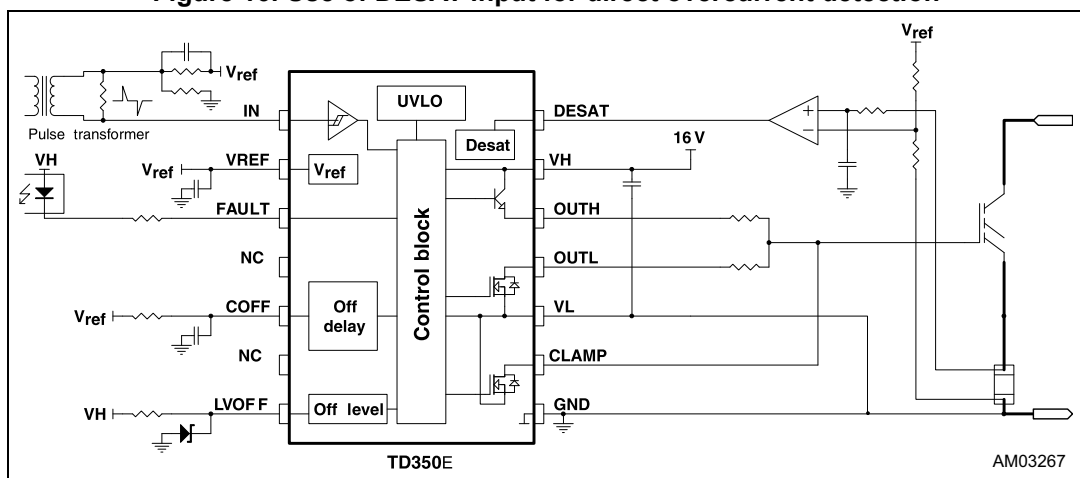 Figure 10. Use of DESAT input for direct overcurrent detection
Vref
Vref
Pulse transformer
IN
UVLO
DESAT
Desat
+
−
16 V
VH
Vref
VREF
Vref
VH
FAULT
OUTH
NC
Control block
OUTL
Vref
COFF
Off
delay
VL
NC
CLAMP
VH
LVOFF
Off level
GND
TD350E
AM03267